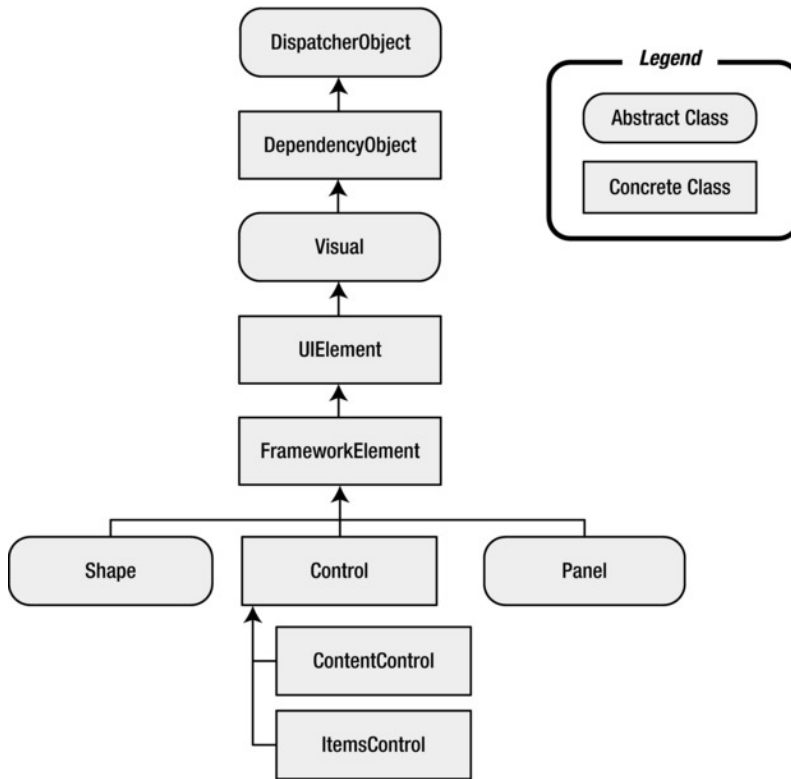 DispatcherObject
Legend
Abstract Class
DependencyObject
Concrete Class
Visual
UIElement
FrameworkElement
Shape
Control
Panel
ContentControl
ItemsControl